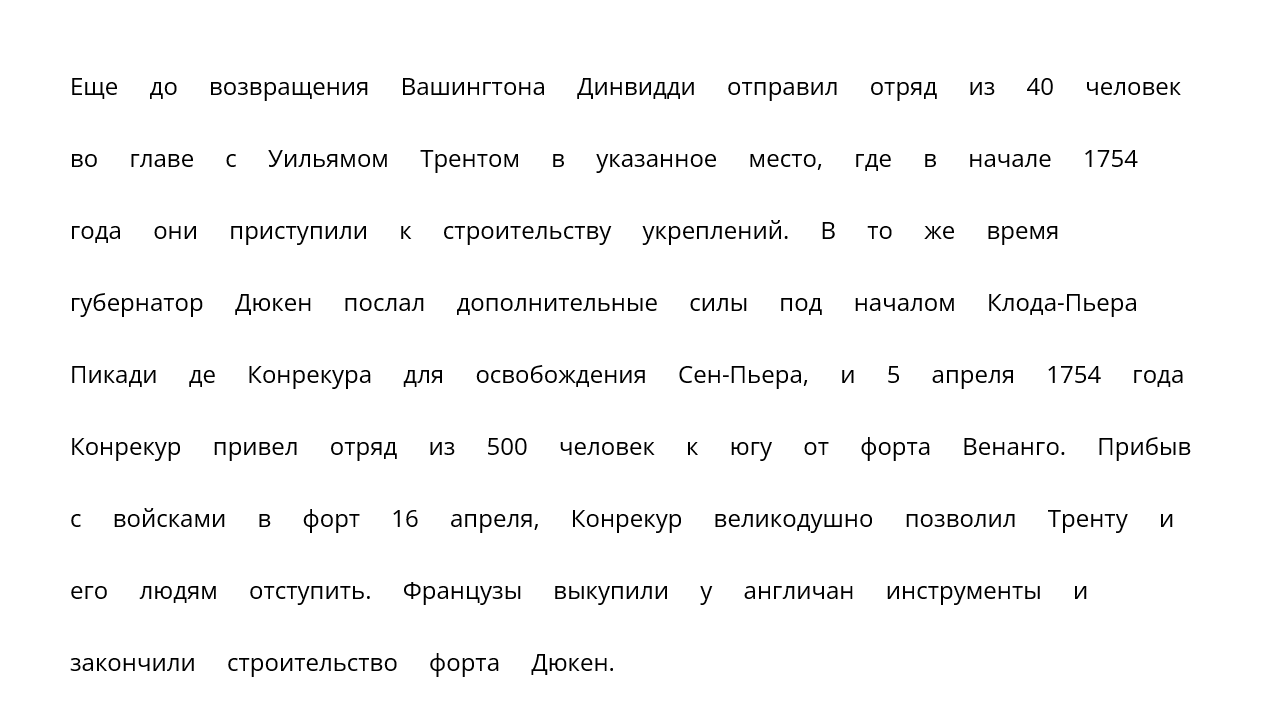 Еще до возвращения Вашингтона Динвидди отправил отряд из 40 человек
во главе с Уильямом Трентом в указанное место, где в начале 1754
года они приступили к строительству укреплений. В то же время
губернатор Дюкен послал дополнительные силы под началом Клода-Пьера
Пикади де Конрекура для освобождения Сен-Пьера, и 5 апреля 1754 года
Конрекур привел отряд из 500 человек к югу от форта Венанго. Прибыв
с войсками в форт 16 апреля, Конрекур великодушно позволил Тренту и
его людям отступить. Французы выкупили у англичан инструменты и
закончили строительство форта Дюкен.